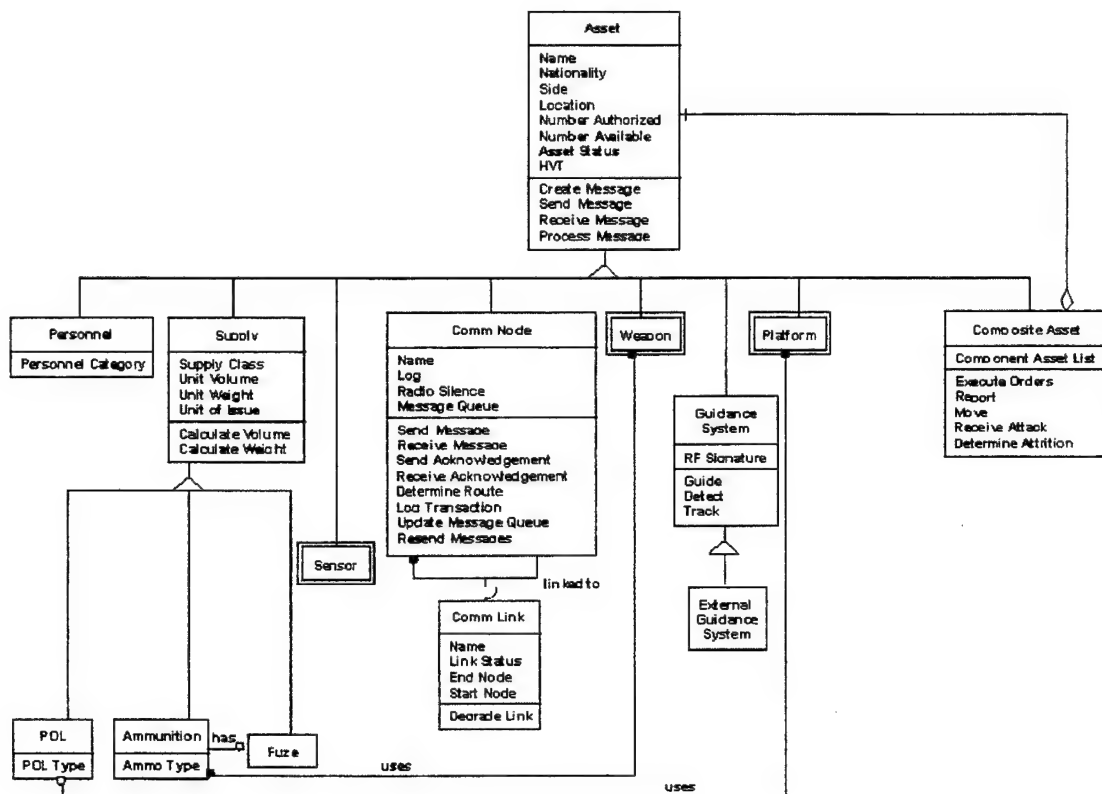 Asset
Name
Nationality
Side
Location
Number Authorized
Number Available
Asset Status
HVT
Create Message
Send Message
Receive Message
Process Message
Personnel
Personnel Category
Supply
Supply Class
Unit Volume
Unit Weight
Unit of Issue
Calculate Volume
Calculate Weight
Comm Node
Name
Log
Radio Silence
Message Queue
Send Message
Receive Message
Send Acknowledgement
Receive Acknowledgement
Determine Route
Log Transaction
Update Message Queue
Resend Messages
Weapon
Platform
Composite Asset
Component Asset List
Execute Orders
Report
Move
Receive Attack
Determine Attrition
Guidance
System
RF Signature
Guide
Detect
Track
Sensor
linked to
Comm Link
Name
Link Status
End Node
Start Node
Degrade Link
External
Guidance
System
POL
POL Type
Ammunition
Ammo Type
has
Fuze
uses
uses